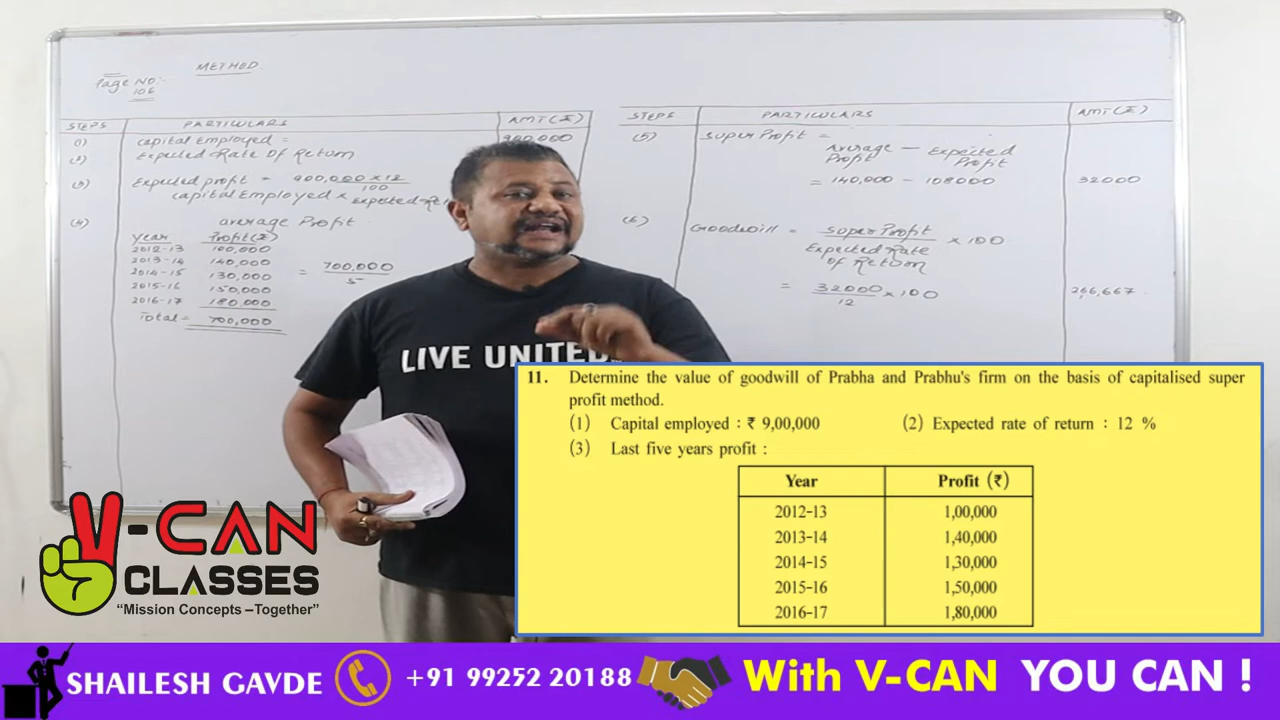 METHOD
Page No:-
106
STEPS PARTICULARS AMT(₹)
1) Capital Employed = 900,000
2) Expected Rate Of Return
3) Expected profit = 900,000 × 12
100
Capital Employed × Expected Ret
(4) average Profit
Year Profit(₹)
2012-13 100,000
2013-14 140,000
2014-15 130,000 = 700,000
5
2015-16 150,000
2016-17 180,000
Total = 700,000
STEPS PARTICULARS AMT(₹)
(5) Super Profit =
Average Profit — Expected Profit
= 140,000 - 108000 32000
(6) Goodwill = Super Profit × 100
Expected Rate
Of Return
= 32000 × 100 266,667
12
LIVE UNITED
11. Determine the value of goodwill of Prabha and Prabhu's firm on the basis of capitalised super
profit method.
(1) Capital employed : ₹ 9,00,000 (2) Expected rate of return : 12 %
(3) Last five years profit :
Year Profit (₹)
2012-13 1,00,000
2013-14 1,40,000
2014-15 1,30,000
2015-16 1,50,000
2016-17 1,80,000
V-CAN
CLASSES
“Mission Concepts –Together”
SHAILESH GAVDE +91 99252 20188 With V-CAN YOU CAN !